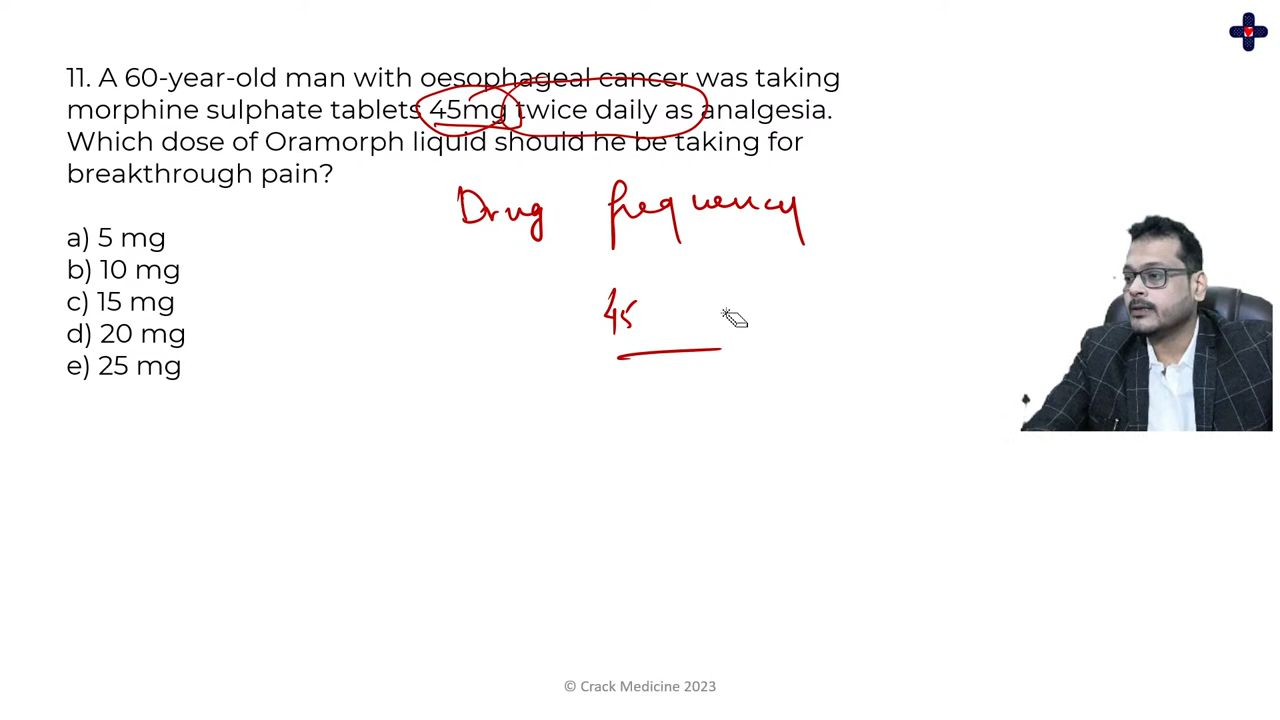 11. A 60-year-old man with oesophageal cancer was taking
morphine sulphate tablets 45mg twice daily as analgesia.
Which dose of Oramorph liquid should he be taking for
breakthrough pain?
Drug frequency
a) 5 mg
b) 10 mg
c) 15 mg
d) 20 mg
e) 25 mg
45
© Crack Medicine 2023